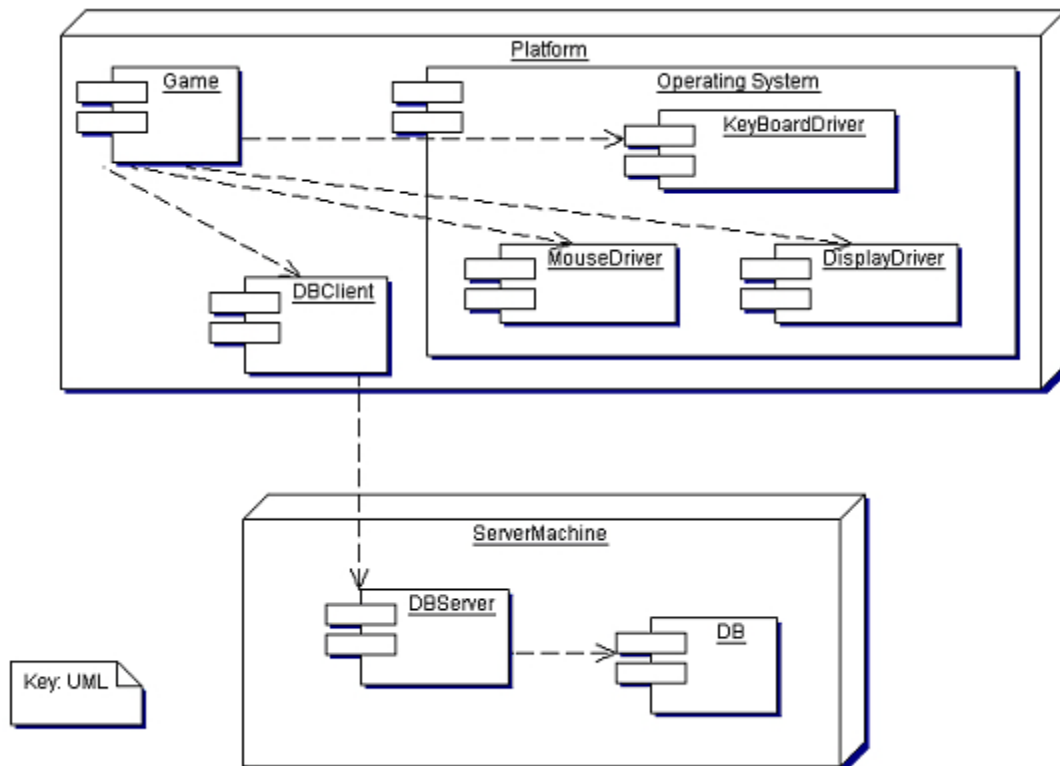 Platform
Game
Operating System
KeyBoardDriver
MouseDriver
DisplayDriver
DBClient
ServerMachine
DBServer
DB
Key: UML